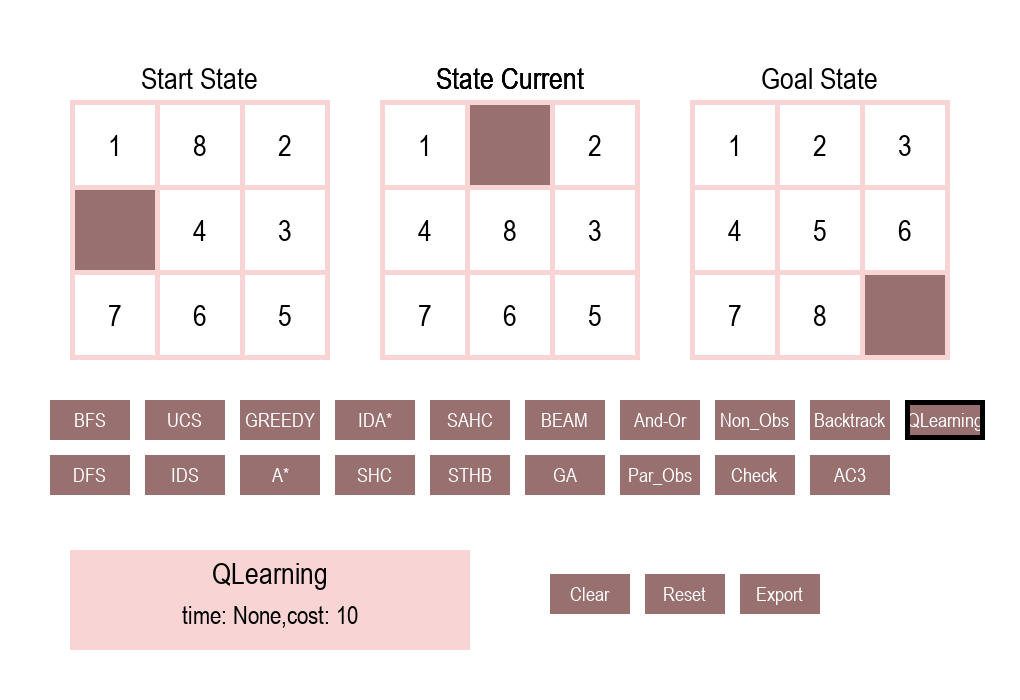 Start State State Current Goal State
1 8 2 1 2 1 2 3
4 3 4 8 3 4 5 6
7 6 5 7 6 5 7 8
BFS UCS GREEDY IDA* SAHC BEAM And-Or Non_Obs Backtrack QLearning
DFS IDS A* SHC STHB GA Par_Obs Check AC3
QLearning
time: None,cost: 10
Clear Reset Export